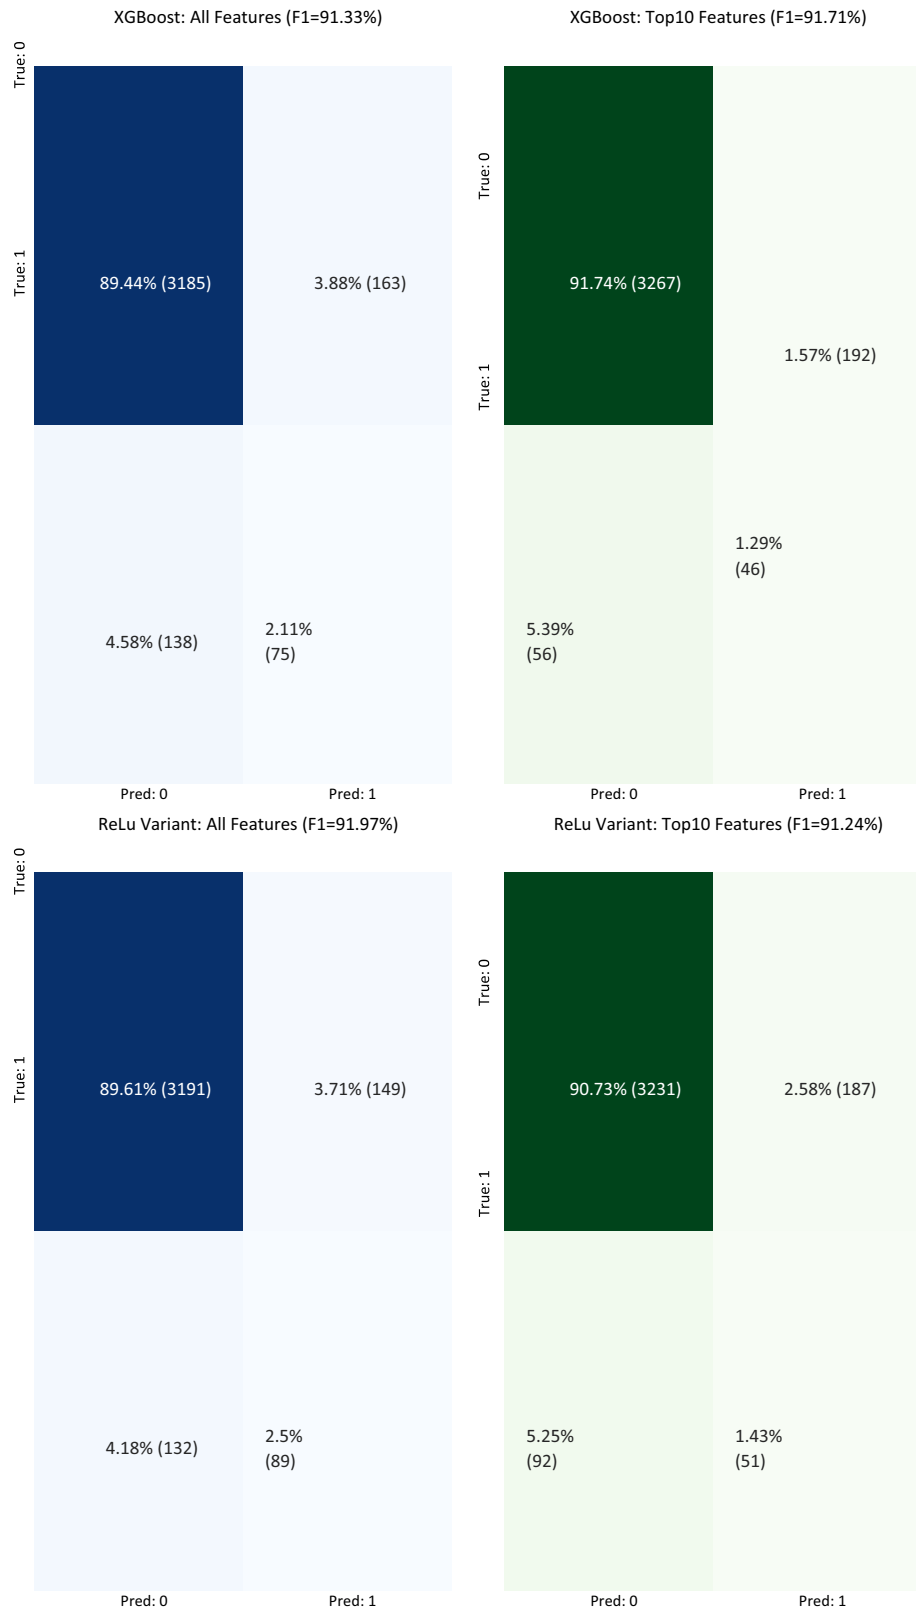 XGBoost: All Features (F1=91.33%)
True: 0
True: 1
89.44% (3185)
3.88% (163)
4.58% (138)
2.11%
(75)
Pred: 0
Pred: 1
XGBoost: Top10 Features (F1=91.71%)
True: 0
True: 1
91.74% (3267)
1.57% (192)
5.39%
(56)
1.29%
(46)
Pred: 0
Pred: 1
ReLu Variant: All Features (F1=91.97%)
True: 0
True: 1
89.61% (3191)
3.71% (149)
4.18% (132)
2.5%
(89)
Pred: 0
Pred: 1
ReLu Variant: Top10 Features (F1=91.24%)
True: 0
True: 1
90.73% (3231)
2.58% (187)
5.25%
(92)
1.43%
(51)
Pred: 0
Pred: 1